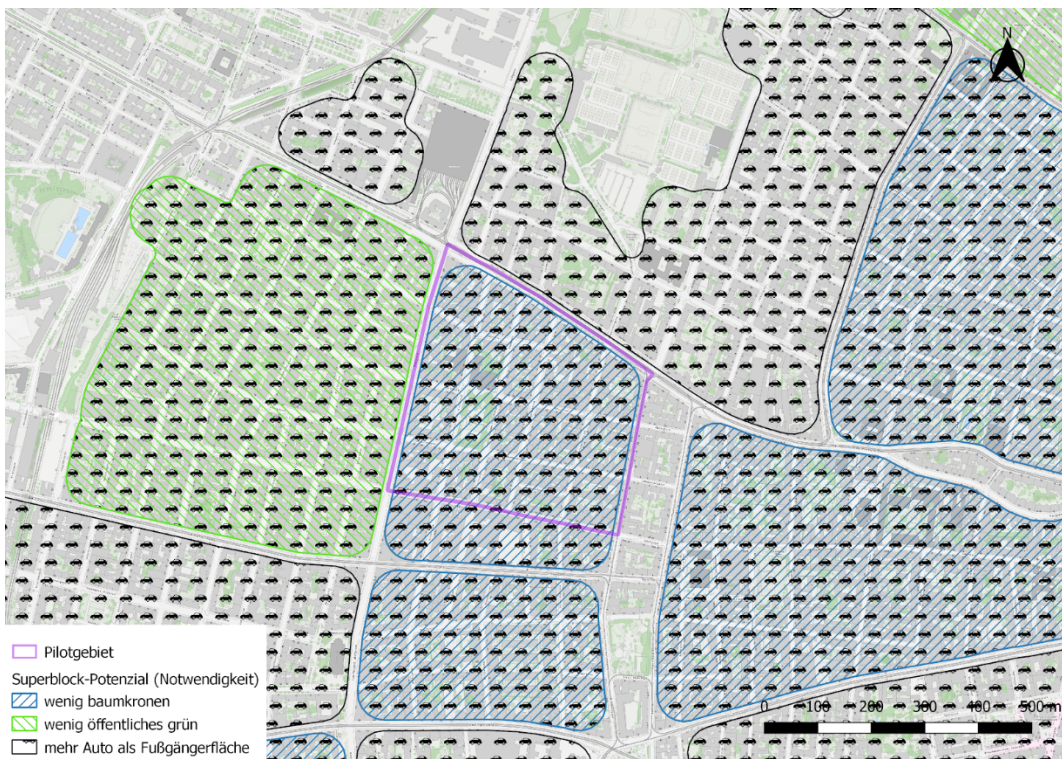 N
0 100 200 300 400 500 m
Pilotgebiet
Superblock-Potenzial (Notwendigkeit)
wenig baumkronen
wenig öffentliches grün
mehr Auto als Fußgängerfläche